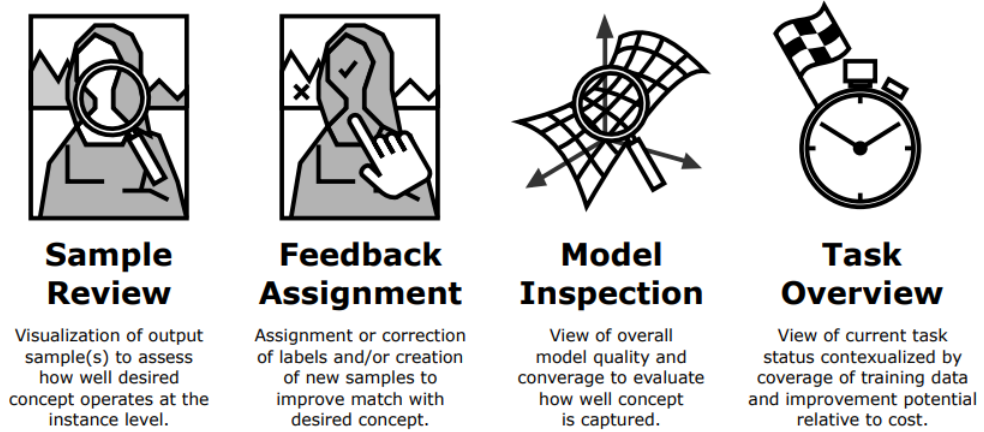 Sample
Review
Visualization of output
sample(s) to assess
how well desired
concept operates at the
instance level.
Feedback
Assignment
Assignment or correction
of labels and/or creation
of new samples to
improve match with
desired concept.
Model
Inspection
View of overall
model quality and
converage to evaluate
how well concept
is captured.
Task
Overview
View of current task
status contexualized by
coverage of training data
and improvement potential
relative to cost.